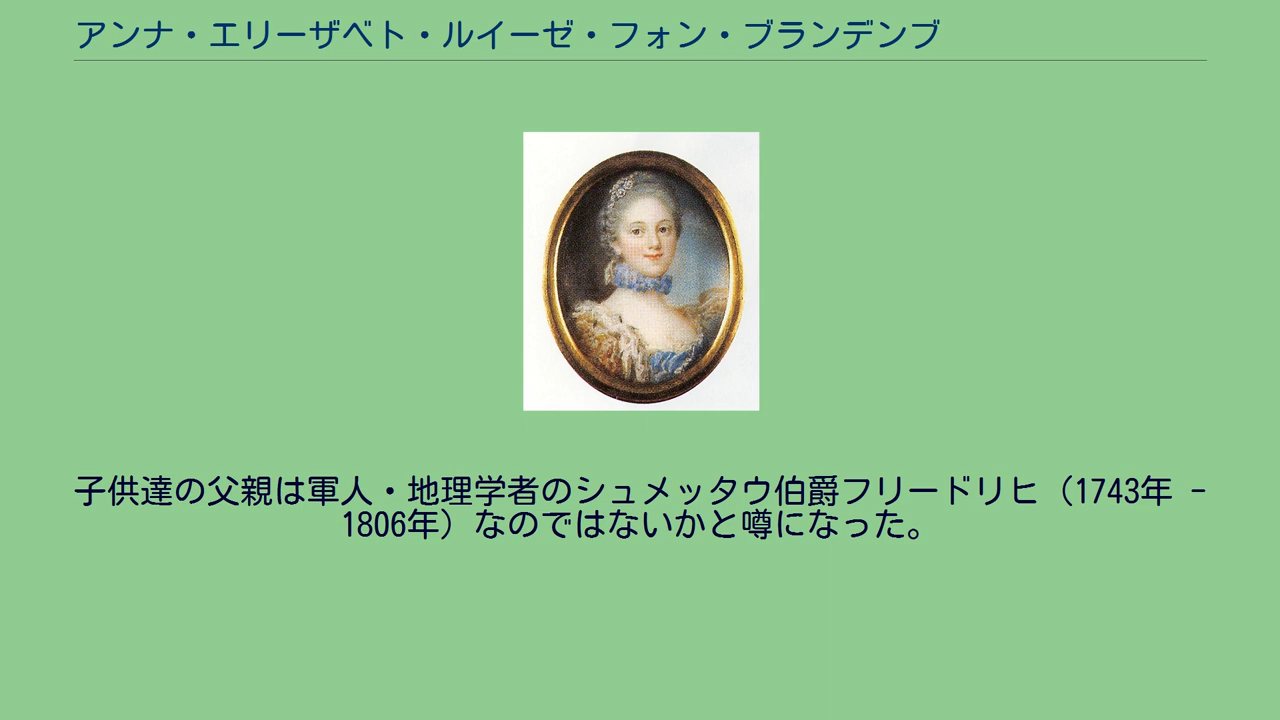 アンナ・エリーザベト・ルイーゼ・フォン・ブランデンブ
子供達の父親は軍人・地理学者のシュメッタウ伯爵フリードリヒ（1743年 -
1806年）なのではないかと噂になった。